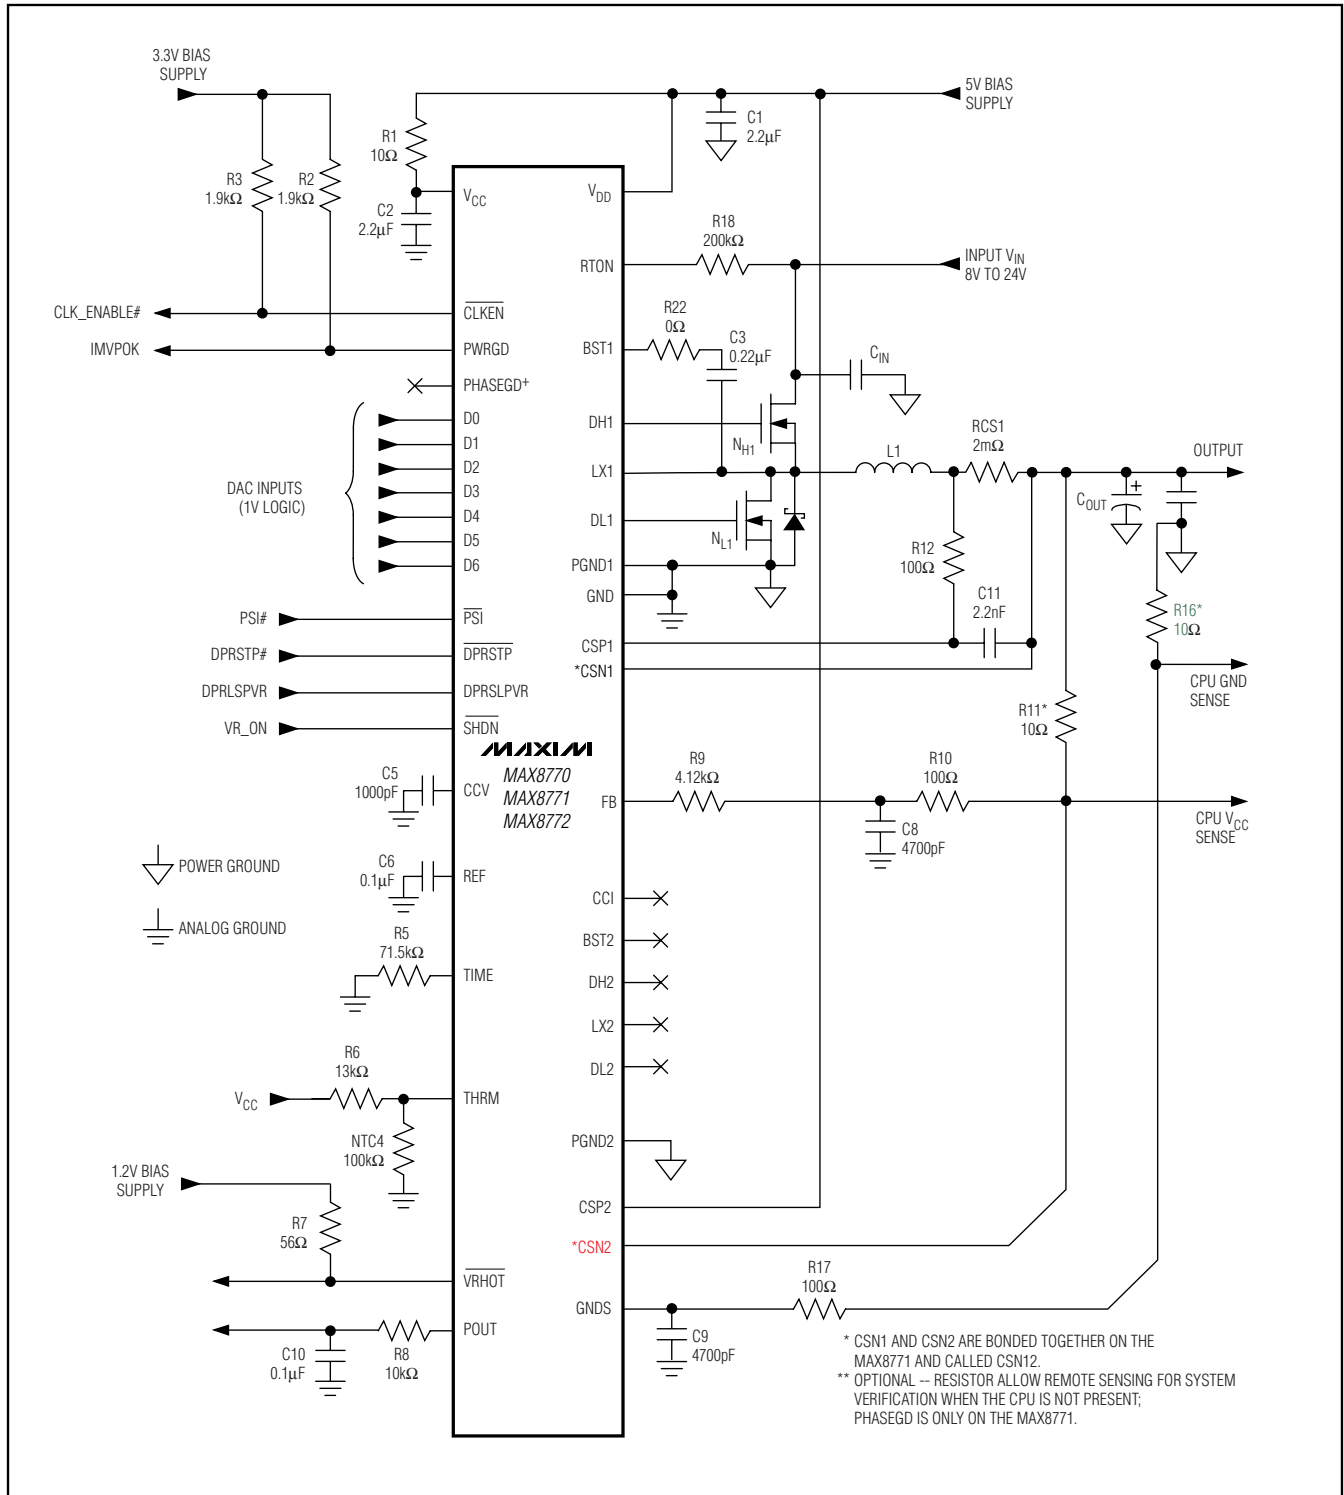 3.3V BIAS
SUPPLY
5V BIAS
SUPPLY
C1
2.2µF
R1
10Ω
R3
1.9kΩ
R2
1.9kΩ
C2
2.2µF
VCC
VDD
R18
200kΩ
RTON
INPUT VIN
8V TO 24V
CLK_ENABLE#
CLKEN
R22
0Ω
C3
0.22µF
BST1
IMVPOK
PWRGD
CIN
PHASEGD+
D0
D1
D2
D3
D4
D5
D6
DAC INPUTS
(1V LOGIC)
DH1
NH1
LX1
L1
RCS1
2mΩ
OUTPUT
COUT
DL1
NL1
R12
100Ω
PGND1
GND
C11
2.2nF
R16*
10Ω
PSI#
PSI
CSP1
*CSN1
DPRSTP#
DPRSTP
CPU GND
SENSE
DPRLSPVR
DPRSLPVR
R11*
10Ω
VR_ON
SHDN
MAXIM
MAX8770
MAX8771
MAX8772
C5
1000pF
CCV
FB
R9
4.12kΩ
R10
100Ω
C8
4700pF
CPU VCC
SENSE
POWER GROUND
C6
0.1µF
REF
CCI
ANALOG GROUND
R5
71.5kΩ
TIME
BST2
DH2
LX2
DL2
R6
13kΩ
VCC
THRM
NTC4
100kΩ
PGND2
1.2V BIAS
SUPPLY
CSP2
R7
56Ω
*CSN2
VRHOT
R17
100Ω
GNDS
POUT
C9
4700pF
C10
0.1µF
R8
10kΩ
* CSN1 AND CSN2 ARE BONDED TOGETHER ON THE
MAX8771 AND CALLED CSN12.
** OPTIONAL -- RESISTOR ALLOW REMOTE SENSING FOR SYSTEM
VERIFICATION WHEN THE CPU IS NOT PRESENT;
PHASEGD IS ONLY ON THE MAX8771.